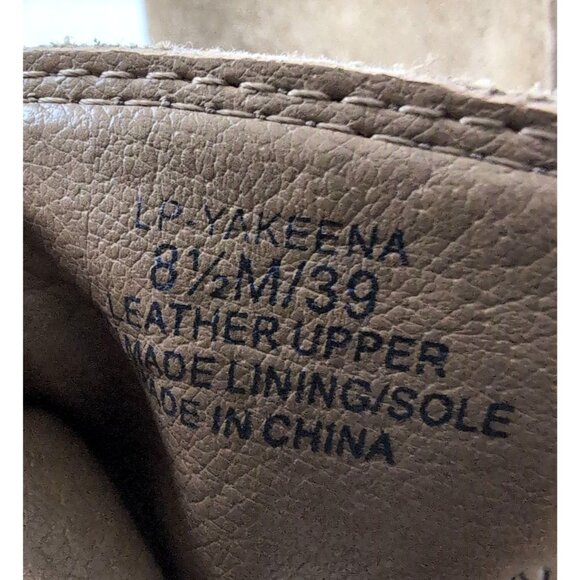 LP-YAKEENA
8½M/39
LEATHER UPPER
MADE LINING/SOLE
MADE IN CHINA